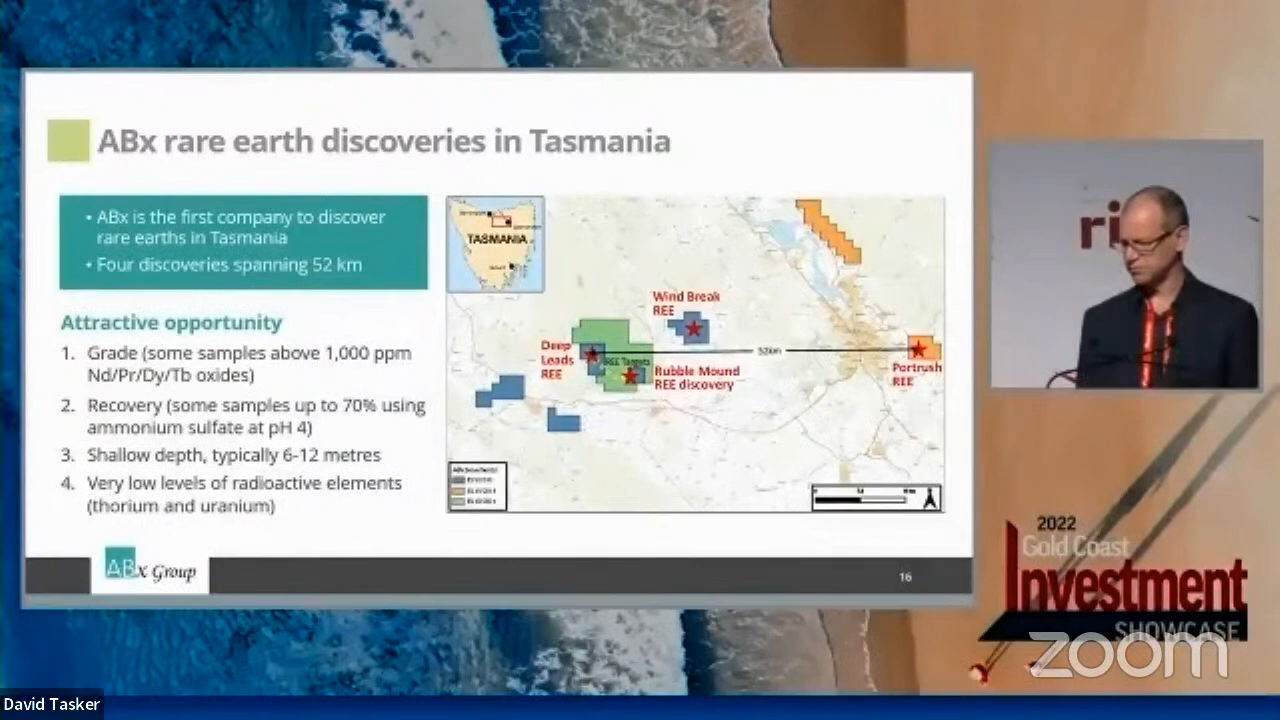 ABx rare earth discoveries in Tasmania
• ABx is the first company to discover
rare earths in Tasmania
• Four discoveries spanning 52 km
Attractive opportunity
1. Grade (some samples above 1,000 ppm
Nd/Pr/Dy/Tb oxides)
2. Recovery (some samples up to 70% using
ammonium sulfate at pH 4)
3. Shallow depth, typically 6-12 metres
4. Very low levels of radioactive elements
(thorium and uranium)
TASMANIA
Wind Break
REE
Deep
Leads
REE
REE Targets
Rubble Mound
REE discovery
52km
Portrush
REE
ABx Group
16
ri
2022
Gold Coast
Investment
SHOWCASE
zoom
David Tasker